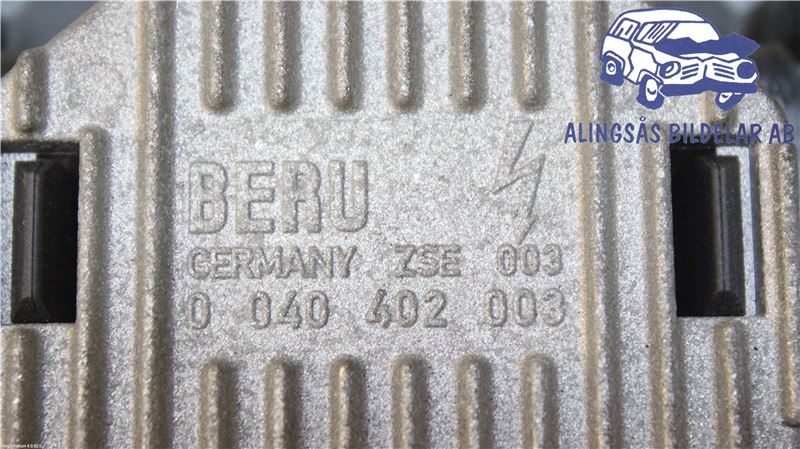 ALINGSÅS BILDELAR AB
BERU
GERMANY ZSE 003
0 040 402 003